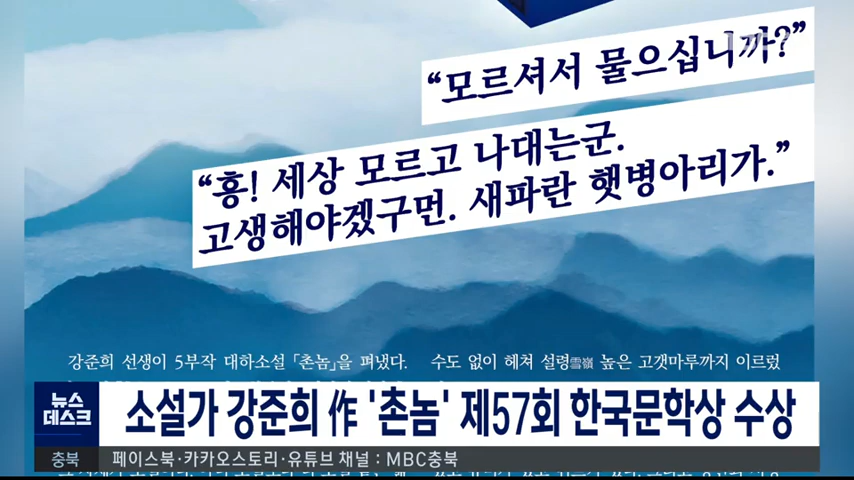 “모르셔서 물으십니까?”
“흥! 세상 모르고 나대는군.
고생해야겠구먼. 새파란 햇병아리가.”
강준희 선생이 5부작 대하소설 「촌놈」을 펴냈다.
수도 없이 헤쳐 설령雪嶺 높은 고갯마루까지 이르렀
뉴스
데스크
소설가 강준희 作 '촌놈' 제57회 한국문학상 수상
충북
페이스북·카카오스토리·유튜브 채널 : MBC충북